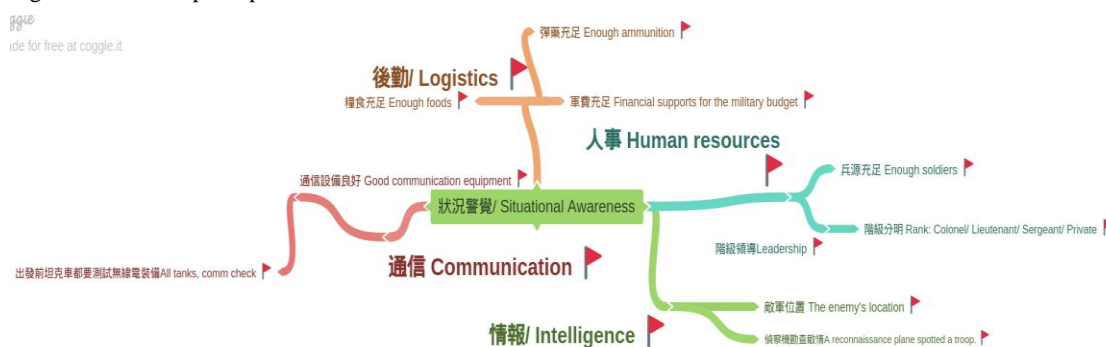 ade for free at coggle.it
彈藥充足 Enough ammunition
後勤/ Logistics
糧食充足 Enough foods
軍費充足 Financial supports for the military budget
人事 Human resources
兵源充足 Enough soldiers
通信設備良好 Good communication equipment
狀況警覺/ Situational Awareness
階級分明 Rank: Colonel/ Lieutenant/ Sergeant/ Private
階級領導Leadership
通信 Communication
出發前坦克車都要測試無線電裝備All tanks, comm check
敵軍位置 The enemy's location
情報/ Intelligence
偵察機勘查敵情A reconnaissance plane spotted a troop.